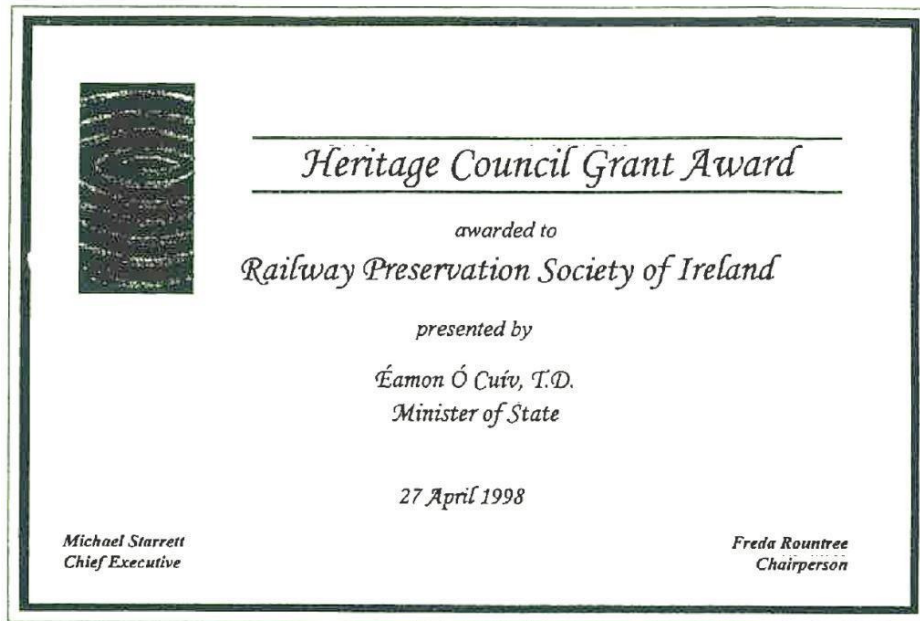 Heritage Council Grant Award
awarded to
Railway Preservation Society of Ireland
presented by
Éamon Ó Cuív, T.D.
Minister of State
27 April 1998
Michael Starrett
Chief Executive
Freda Rountree
Chairperson